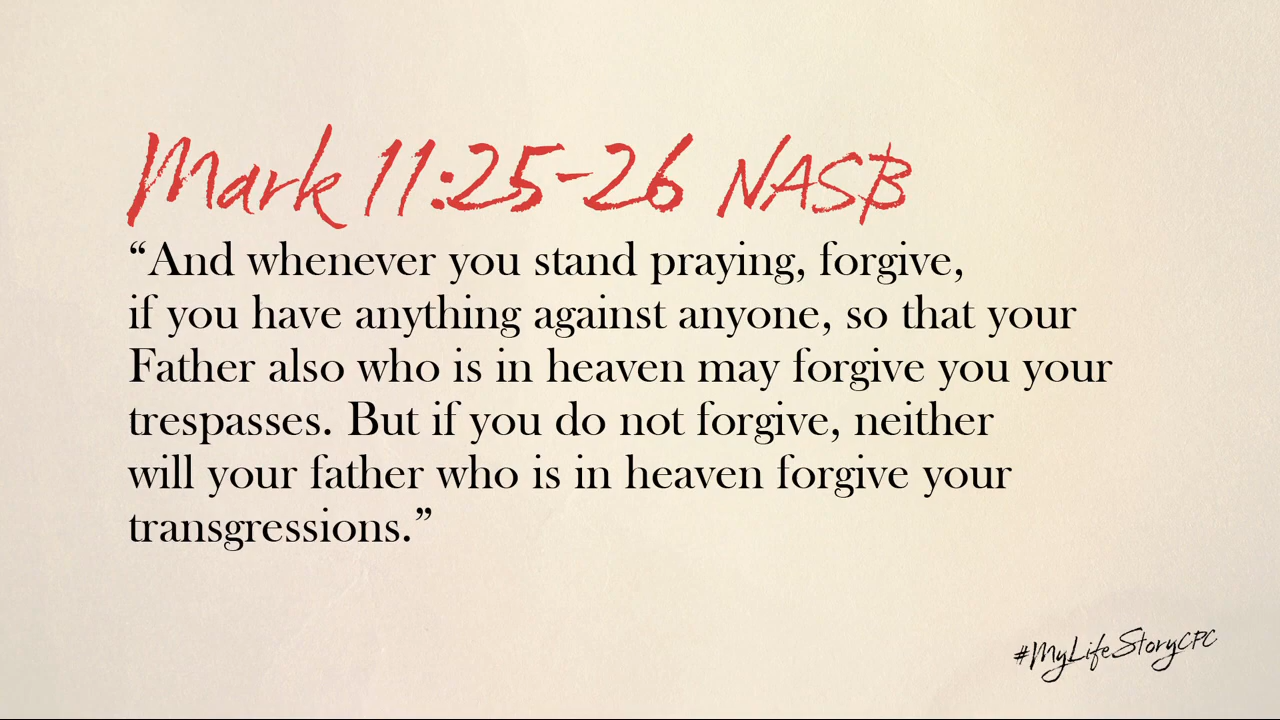 Mark 11:25-26 NASB
“And whenever you stand praying, forgive,
if you have anything against anyone, so that your
Father also who is in heaven may forgive you your
trespasses. But if you do not forgive, neither
will your father who is in heaven forgive your
transgressions.”
#MyLifeStoryCPC